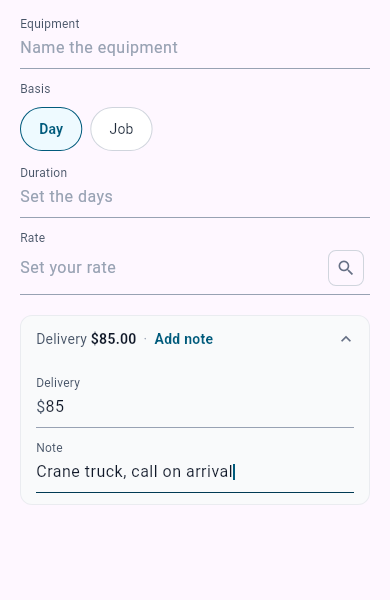 Equipment
Name the equipment
Basis
Day Job
Duration
Set the days
Rate
Set your rate
Delivery $85.00 · Add note
Delivery
$85
Note
Crane truck, call on arrival